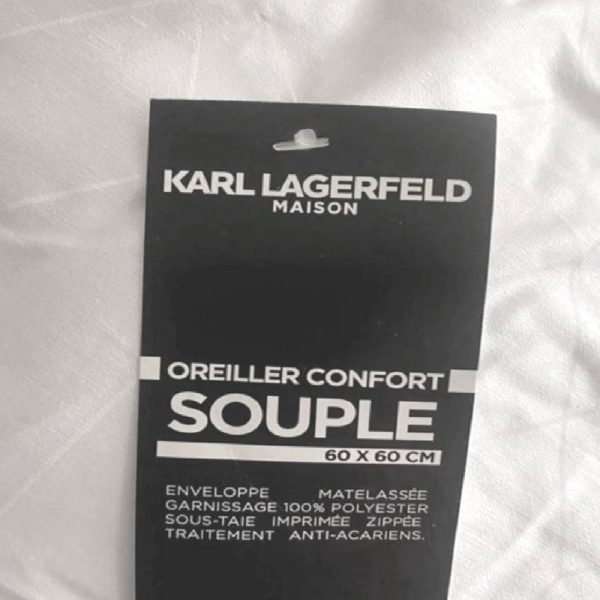 KARL LAGERFELD
MAISON
OREILLER CONFORT
SOUPLE
60 X 60 CM
ENVELOPPE MATELASSÉE
GARNISSAGE 100% POLYESTER
SOUS-TAIE IMPRIMÉE ZIPPÉE
TRAITEMENT ANTI-ACARIENS.